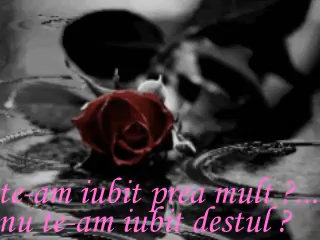 te-am iubit prea mult ?...
nu te-am iubit destul ?